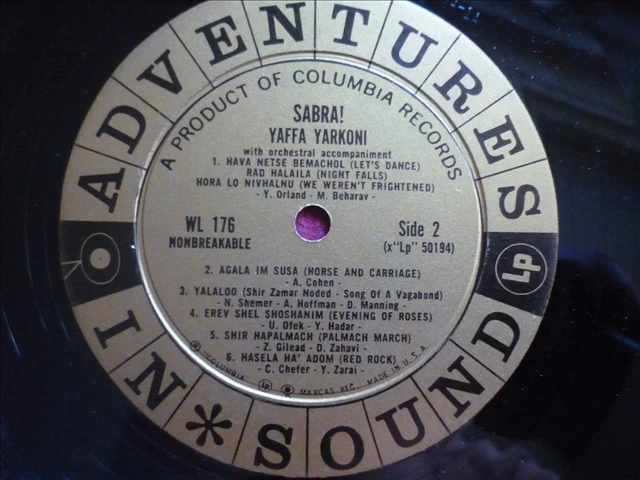 ADVENTURES
IN * SOUND
Lp
A PRODUCT OF COLUMBIA RECORDS
SABRA!
YAFFA YARKONI
with orchestral accompaniment
1. HAVA NETSE BEMACHOL (LET'S DANCE)
RAD HALAILA (NIGHT FALLS)
HORA LO NIVHALNU (WE WEREN'T FRIGHTENED)
- Y. Orland - M. Beharav -
WL 176
NONBREAKABLE
Side 2
(x"Lp" 50194)
2. AGALA IM SUSA (HORSE AND CARRIAGE)
- A. Cohen -
3. YALALOO (Shir Zamar Noded - Song Of A Vagabond)
- N. Shemer - A. Hoffman - D. Manning -
4. EREV SHEL SHOSHANIM (EVENING OF ROSES)
- U. Ofek - Y. Hadar -
5. SHIR HAPALMACH (PALMACH MARCH)
- Z. Gilead - D. Zahavi -
6. HASELA HA' ADOM (RED ROCK)
- C. Chefer - Y. Zarai -
® "COLUMBIA" Lp MARCAS REG. MADE IN U.S.A.